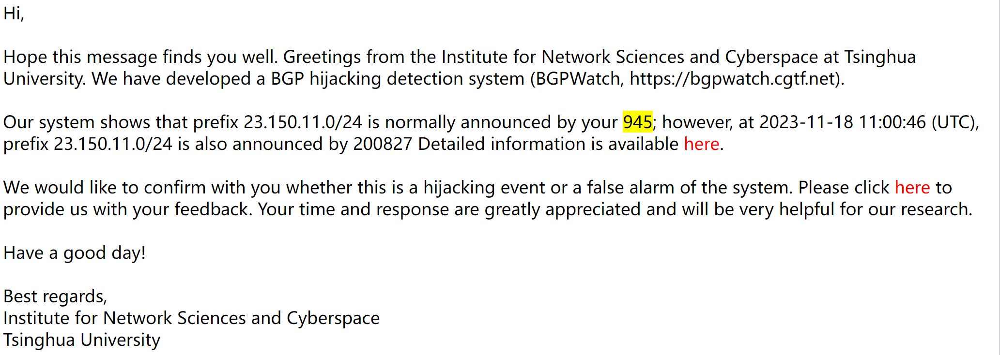 Hi,
Hope this message finds you well. Greetings from the Institute for Network Sciences and Cyberspace at Tsinghua
University. We have developed a BGP hijacking detection system (BGPWatch, https://bgpwatch.cgtf.net).
Our system shows that prefix 23.150.11.0/24 is normally announced by your 945; however, at 2023-11-18 11:00:46 (UTC),
prefix 23.150.11.0/24 is also announced by 200827 Detailed information is available here.
We would like to confirm with you whether this is a hijacking event or a false alarm of the system. Please click here to
provide us with your feedback. Your time and response are greatly appreciated and will be very helpful for our research.
Have a good day!
Best regards,
Institute for Network Sciences and Cyberspace
Tsinghua University